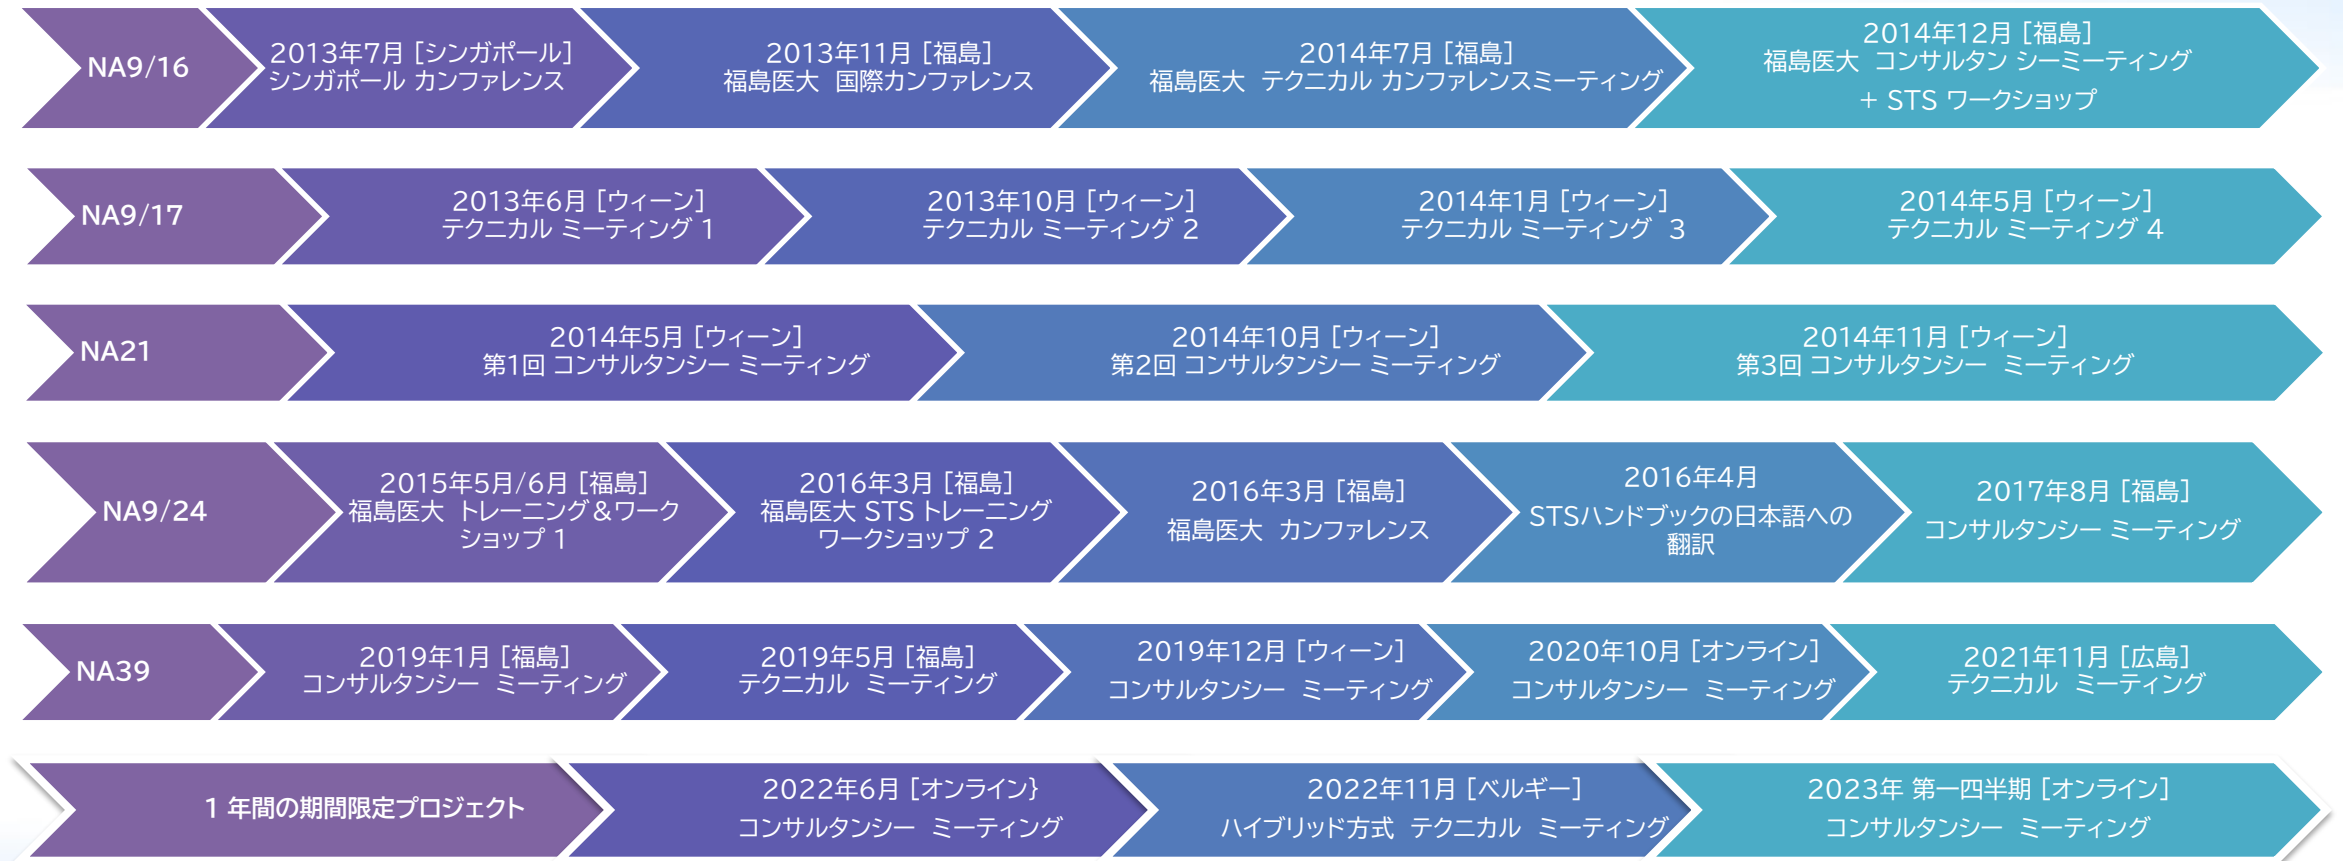 NA9/16
2013年7月 [シンガポール]
シンガポール カンファレンス
2013年11月 [福島]
福島医大 国際カンファレンス
2014年7月 [福島]
福島医大 テクニカル カンファレンスミーティング
2014年12月 [福島]
福島医大 コンサルタン シーミーティング
+ STS ワークショップ
NA9/17
2013年6月 [ウィーン]
テクニカル ミーティング 1
2013年10月 [ウィーン]
テクニカル ミーティング 2
2014年1月 [ウィーン]
テクニカル ミーティング 3
2014年5月 [ウィーン]
テクニカル ミーティング 4
NA21
2014年5月 [ウィーン]
第1回 コンサルタンシー ミーティング
2014年10月 [ウィーン]
第2回 コンサルタンシー ミーティング
2014年11月 [ウィーン]
第3回 コンサルタンシー ミーティング
NA9/24
2015年5月/6月 [福島]
福島医大 トレーニング&ワーク
ショップ 1
2016年3月 [福島]
福島医大 STS トレーニング
ワークショップ 2
2016年3月 [福島]
福島医大 カンファレンス
2016年4月
STSハンドブックの日本語への
翻訳
2017年8月 [福島]
コンサルタンシー ミーティング
NA39
2019年1月 [福島]
コンサルタンシー ミーティング
2019年5月 [福島]
テクニカル ミーティング
2019年12月 [ウィーン]
コンサルタンシー ミーティング
2020年10月 [オンライン]
コンサルタンシー ミーティング
2021年11月 [広島]
テクニカル ミーティング
1 年間の期間限定プロジェクト
2022年6月 [オンライン}
コンサルタンシー ミーティング
2022年11月 [ベルギー]
ハイブリッド方式 テクニカル ミーティング
2023年 第一四半期 [オンライン]
コンサルタンシー ミーティング